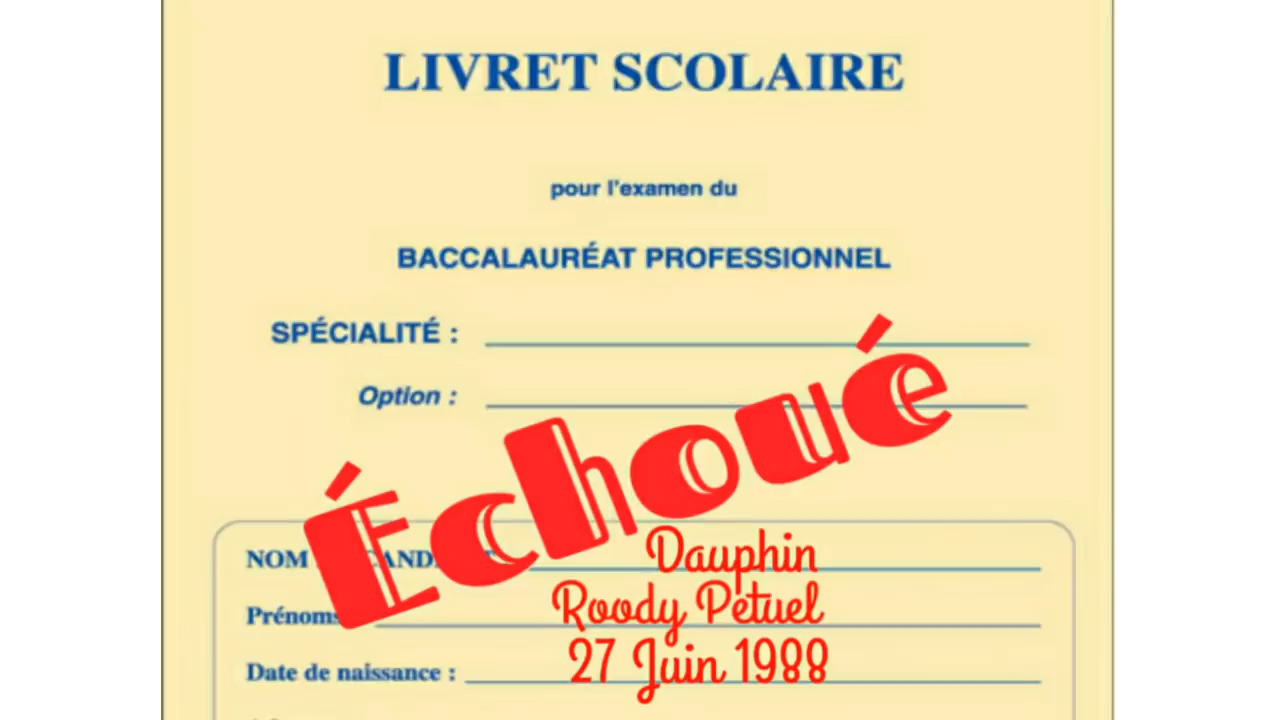 LIVRET SCOLAIRE
pour l'examen du
BACCALAURÉAT PROFESSIONNEL
SPÉCIALITÉ :
Option :
Échoué
NOM CAND T Dauphin
Prénoms Roody Petuel
Date de naissance : 27 Juin 1988